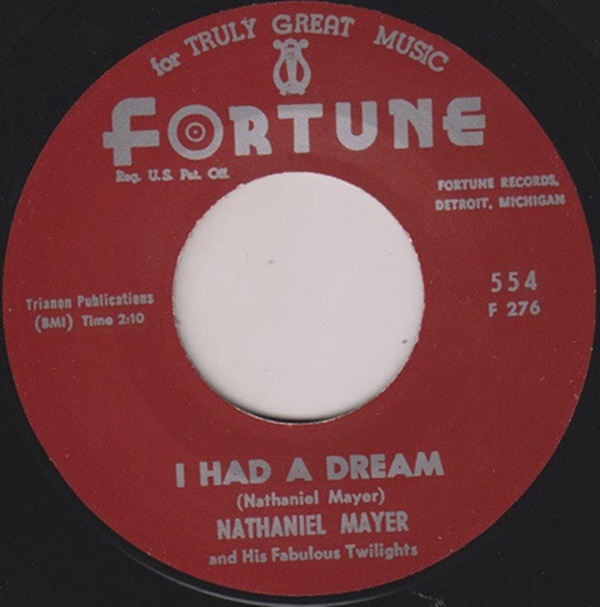 for TRULY GREAT MUSIC
FORTUNE
Reg. U.S. Pat. Off.
FORTUNE RECORDS,
DETROIT, MICHIGAN
554
F 276
Trianon Publications
(BMI) Time 2:10
I HAD A DREAM
(Nathaniel Mayer)
NATHANIEL MAYER
and His Fabulous Twilights